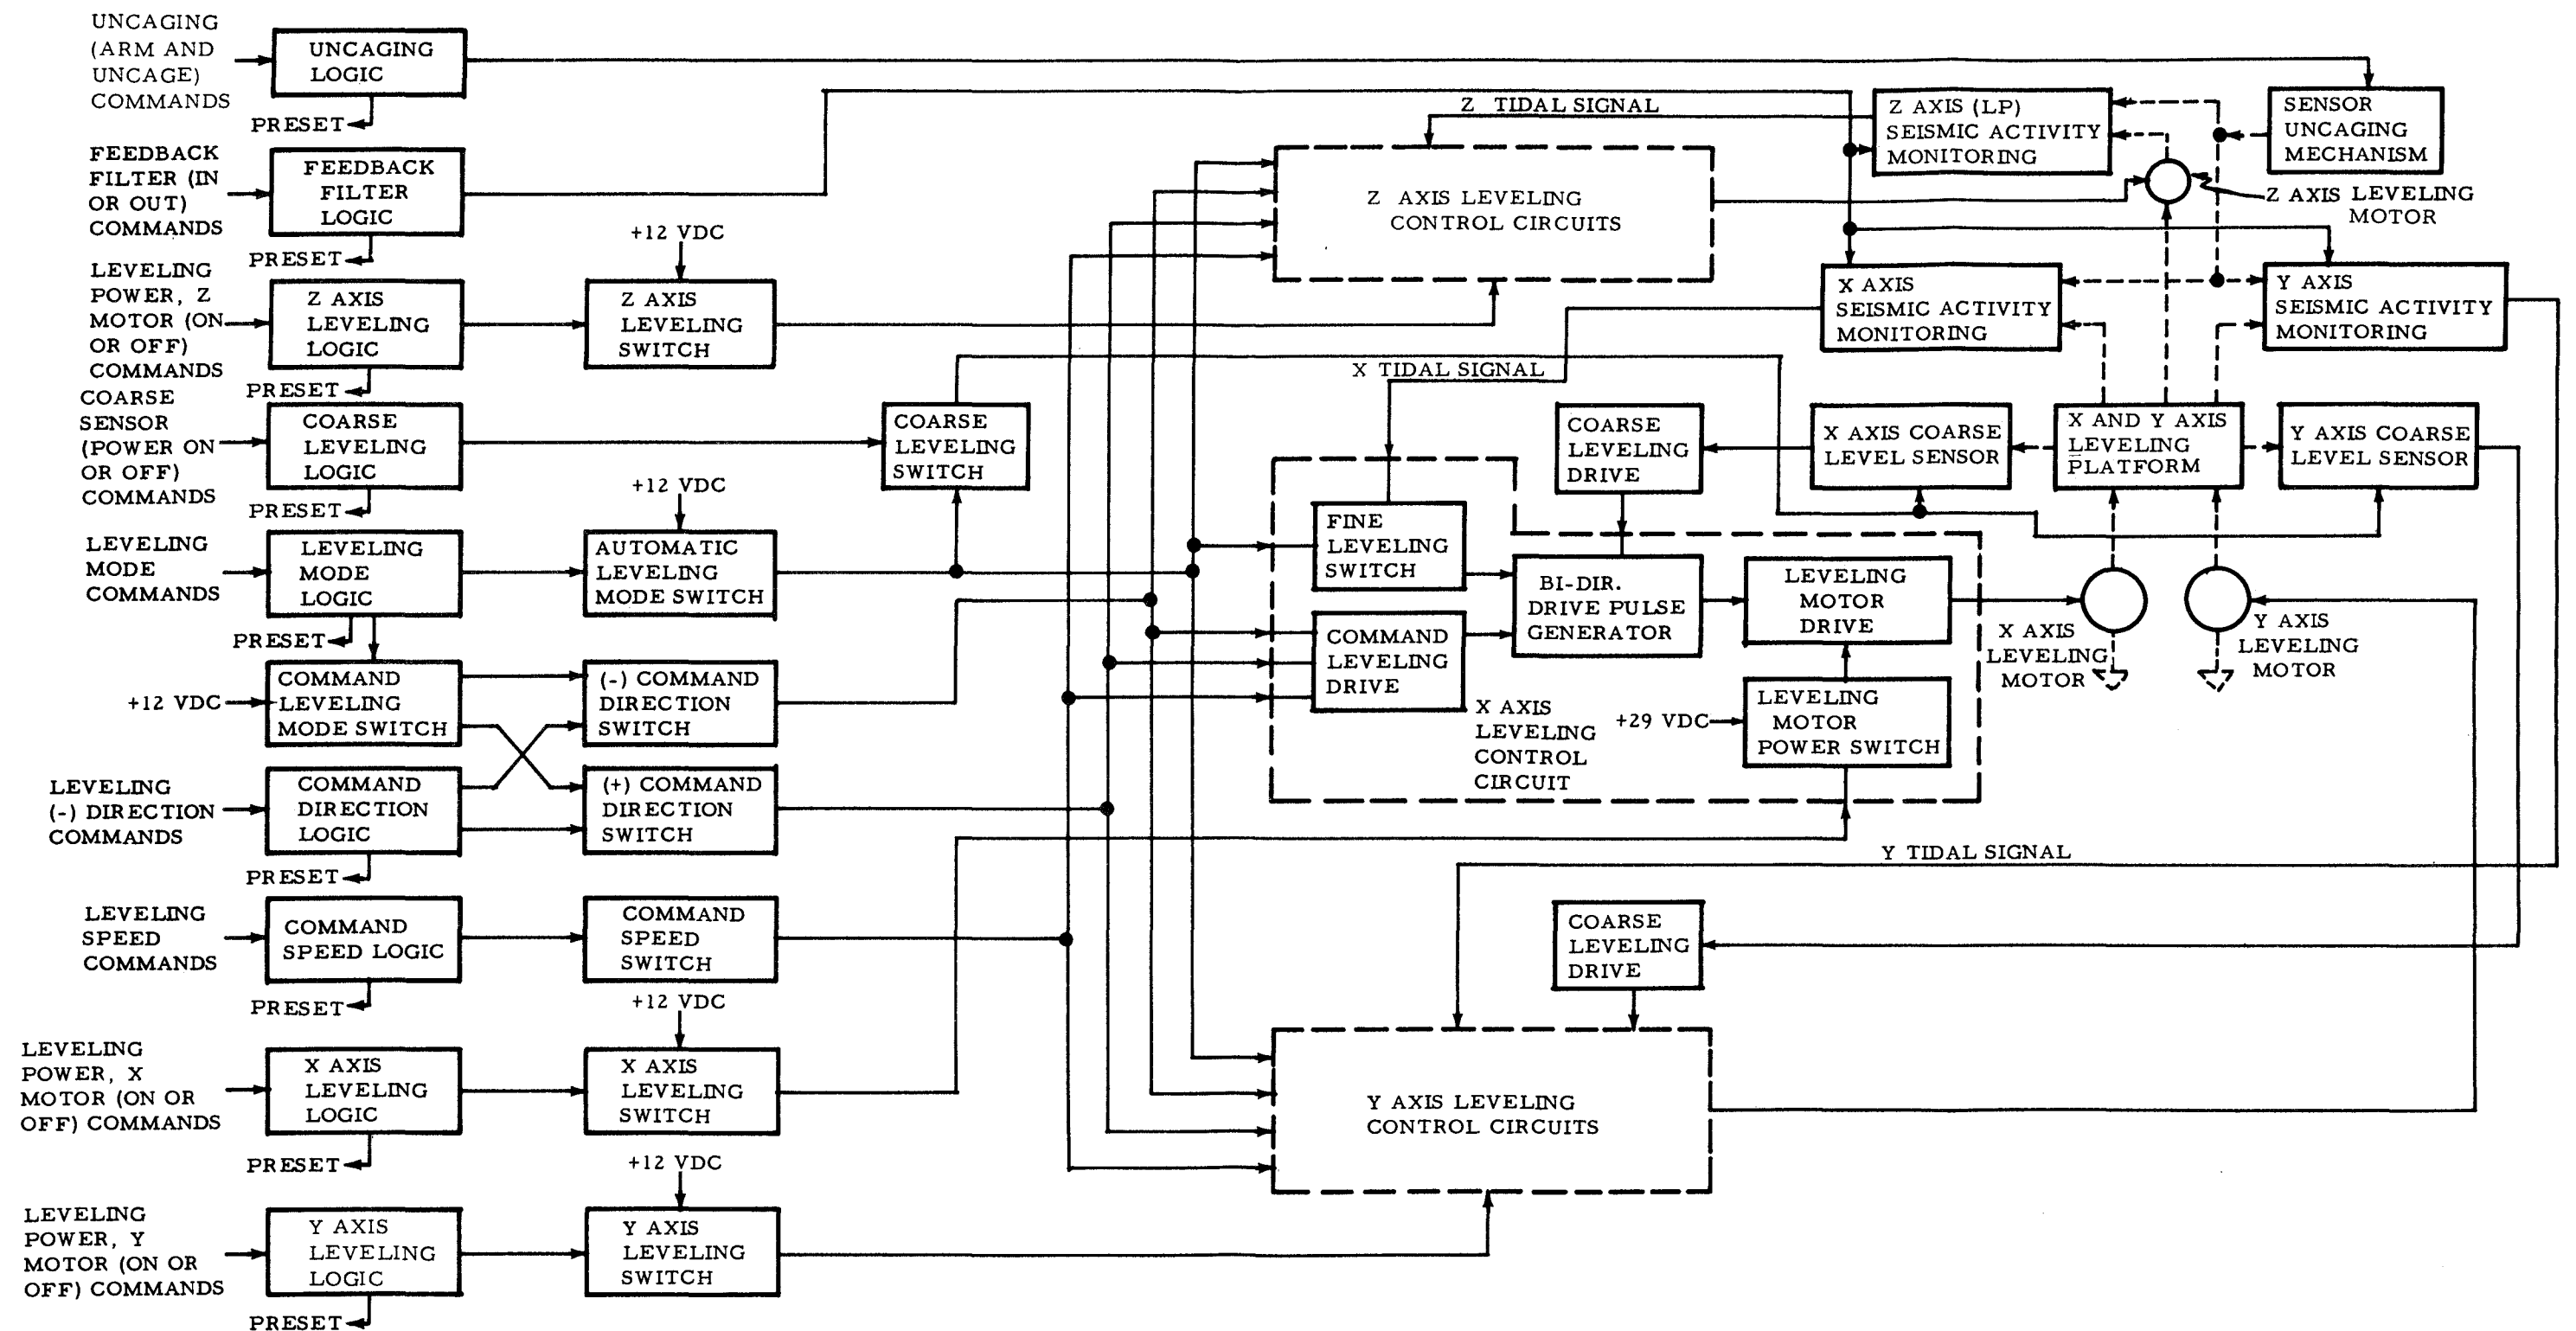 UNCAGING
(ARM AND
UNCAGE)
COMMANDS
UNCAGING
LOGIC
PRESET
FEEDBACK
FILTER (IN
OR OUT)
COMMANDS
FEEDBACK
FILTER
LOGIC
PRESET
LEVELING
POWER, Z
MOTOR (ON
OR OFF)
COMMANDS
Z AXIS
LEVELING
LOGIC
PRESET
+12 VDC
Z AXIS
LEVELING
SWITCH
COARSE
SENSOR
(POWER ON
OR OFF)
COMMANDS
COARSE
LEVELING
LOGIC
PRESET
COARSE
LEVELING
SWITCH
LEVELING
MODE
COMMANDS
LEVELING
MODE
LOGIC
PRESET
+12 VDC
AUTOMATIC
LEVELING
MODE SWITCH
+12 VDC
COMMAND
LEVELING
MODE SWITCH
(-) COMMAND
DIRECTION
SWITCH
LEVELING
(-) DIRECTION
COMMANDS
COMMAND
DIRECTION
LOGIC
PRESET
(+) COMMAND
DIRECTION
SWITCH
LEVELING
SPEED
COMMANDS
COMMAND
SPEED LOGIC
PRESET
COMMAND
SPEED
SWITCH
LEVELING
POWER, X
MOTOR (ON OR
OFF) COMMANDS
X AXIS
LEVELING
LOGIC
PRESET
+12 VDC
X AXIS
LEVELING
SWITCH
LEVELING
POWER, Y
MOTOR (ON OR
OFF) COMMANDS
Y AXIS
LEVELING
LOGIC
PRESET
+12 VDC
Y AXIS
LEVELING
SWITCH
Z TIDAL SIGNAL
Z AXIS LEVELING
CONTROL CIRCUITS
Z AXIS (LP)
SEISMIC ACTIVITY
MONITORING
SENSOR
UNCAGING
MECHANISM
Z AXIS LEVELING
MOTOR
X AXIS
SEISMIC ACTIVITY
MONITORING
Y AXIS
SEISMIC ACTIVITY
MONITORING
X TIDAL SIGNAL
COARSE
LEVELING
DRIVE
X AXIS COARSE
LEVEL SENSOR
X AND Y AXIS
LEVELING
PLATFORM
Y AXIS COARSE
LEVEL SENSOR
FINE
LEVELING
SWITCH
COMMAND
LEVELING
DRIVE
BI-DIR.
DRIVE PULSE
GENERATOR
LEVELING
MOTOR
DRIVE
X AXIS
LEVELING
CONTROL
CIRCUIT
+29 VDC
LEVELING
MOTOR
POWER SWITCH
X AXIS
LEVELING
MOTOR
Y AXIS
LEVELING
MOTOR
Y TIDAL SIGNAL
COARSE
LEVELING
DRIVE
Y AXIS LEVELING
CONTROL CIRCUITS